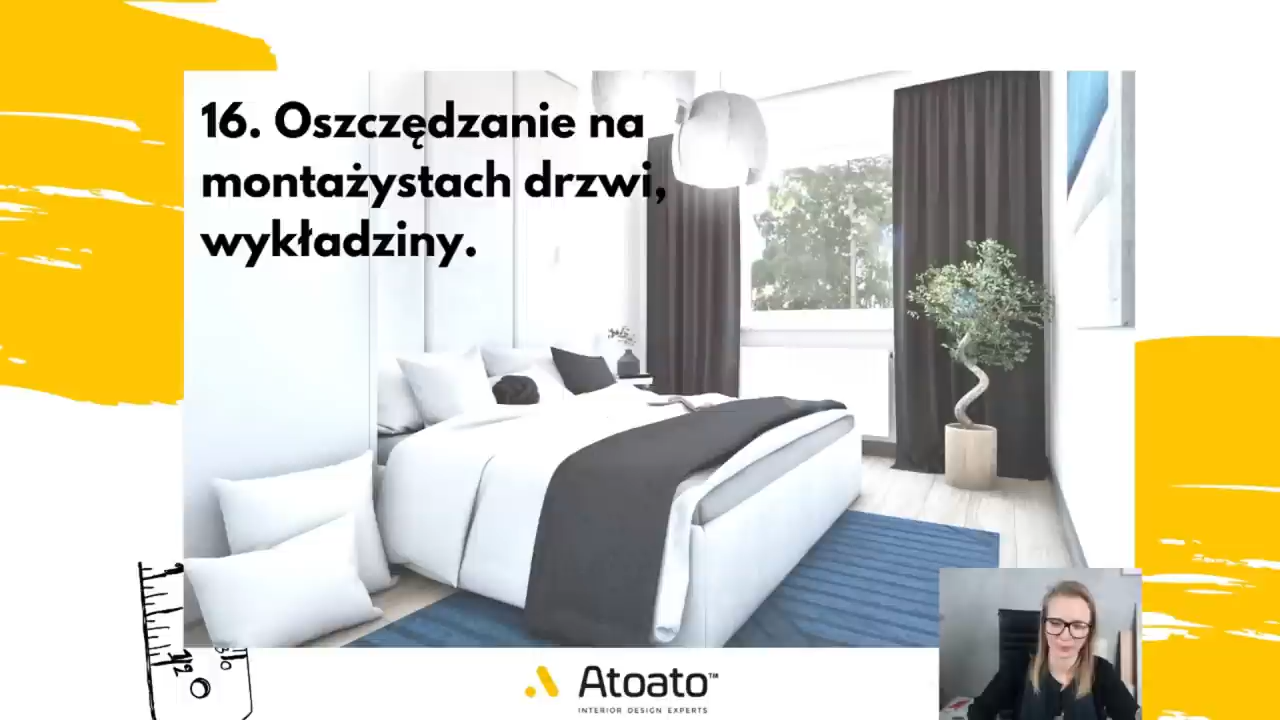 16. Oszczędzanie na
montażystach drzwi,
wykładziny.
Atoato™
INTERIOR DESIGN EXPERTS